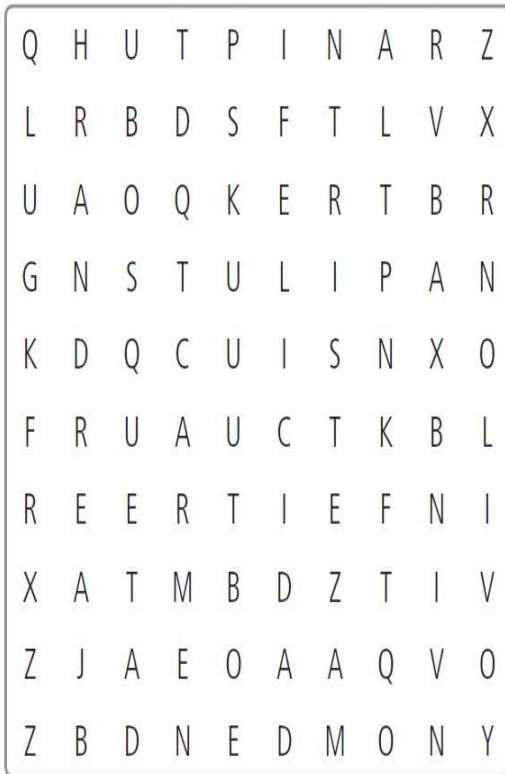 Q H U T P I N A R Z
L R B D S F T L V X
U A O Q K E R T B R
G N S T U L I P A N
K D Q C U I S N X O
F R U A U C T K B L
R E E R T I E F N I
X A T M B D Z T I V
Z J A E O A A Q V O
Z B D N E D M O N Y